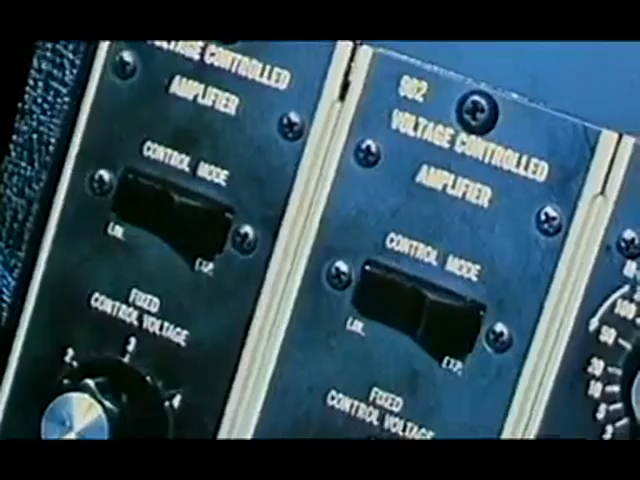 VOLTAGE CONTROLLED
AMPLIFIER
CONTROL MODE
LIN. EXP.
FIXED
CONTROL VOLTAGE
2 3 4
902
VOLTAGE CONTROLLED
AMPLIFIER
CONTROL MODE
LIN. EXP.
FIXED
CONTROL VOLTAGE
100
50
20
10
5